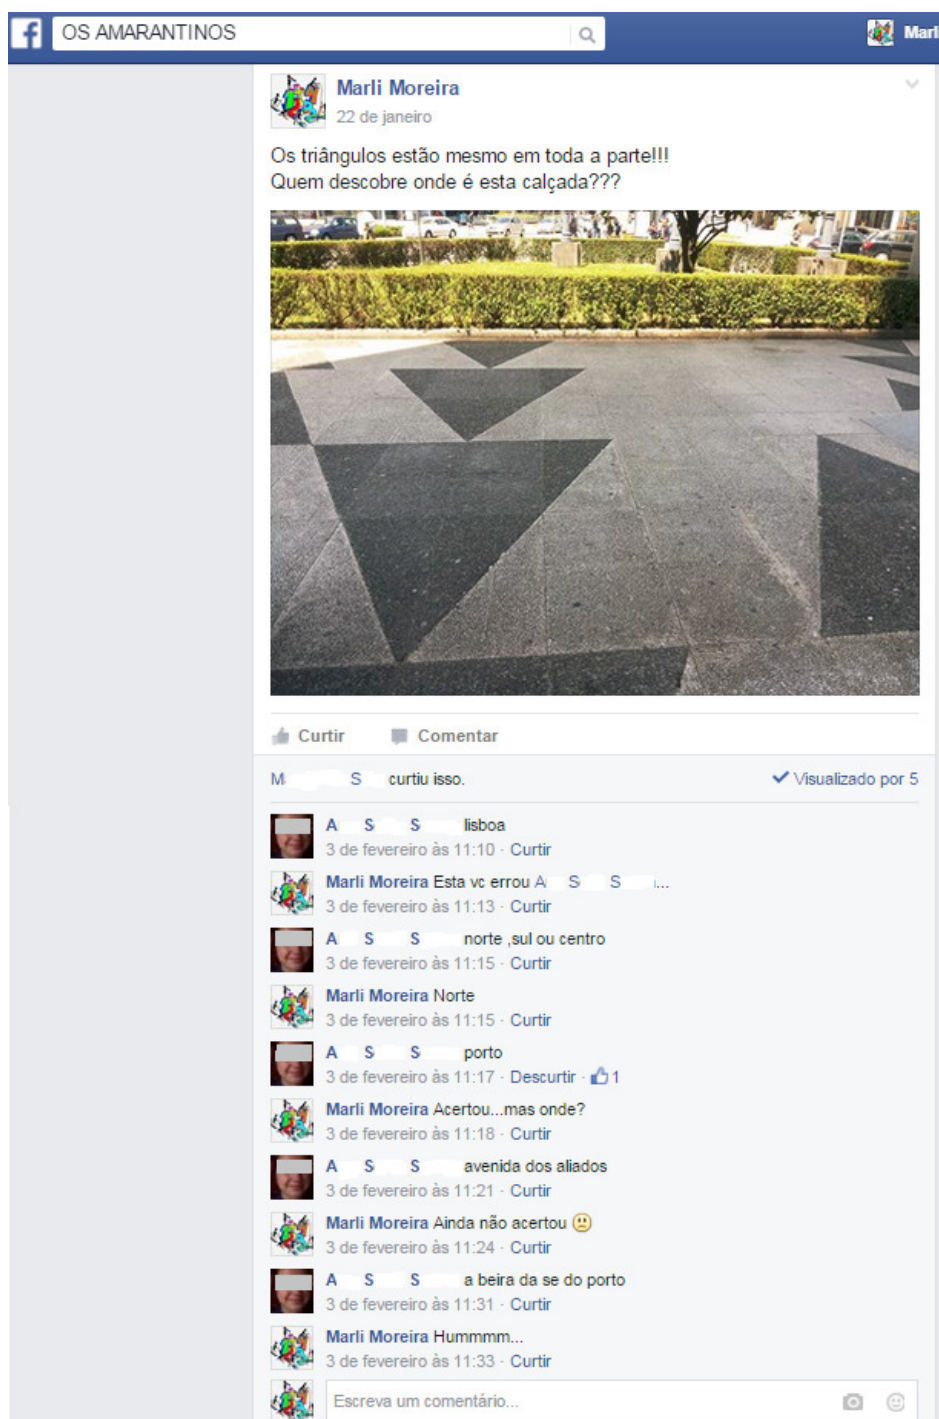 f OS AMARANTINOS Marli
Marli Moreira
22 de janeiro
Os triângulos estão mesmo em toda a parte!!!
Quem descobre onde é esta calçada???
Curtir Comentar
M S curtiu isso. Visualizado por 5
A S S lisboa
3 de fevereiro às 11:10 · Curtir
Marli Moreira Esta vc errou A S S ...
3 de fevereiro às 11:13 · Curtir
A S S norte ,sul ou centro
3 de fevereiro às 11:15 · Curtir
Marli Moreira Norte
3 de fevereiro às 11:15 · Curtir
A S S porto
3 de fevereiro às 11:17 · Descurtir · 1
Marli Moreira Acertou...mas onde?
3 de fevereiro às 11:18 · Curtir
A S S avenida dos aliados
3 de fevereiro às 11:21 · Curtir
Marli Moreira Ainda não acertou
3 de fevereiro às 11:24 · Curtir
A S S a beira da se do porto
3 de fevereiro às 11:31 · Curtir
Marli Moreira Hummmm...
3 de fevereiro às 11:33 · Curtir
Escreva um comentário...